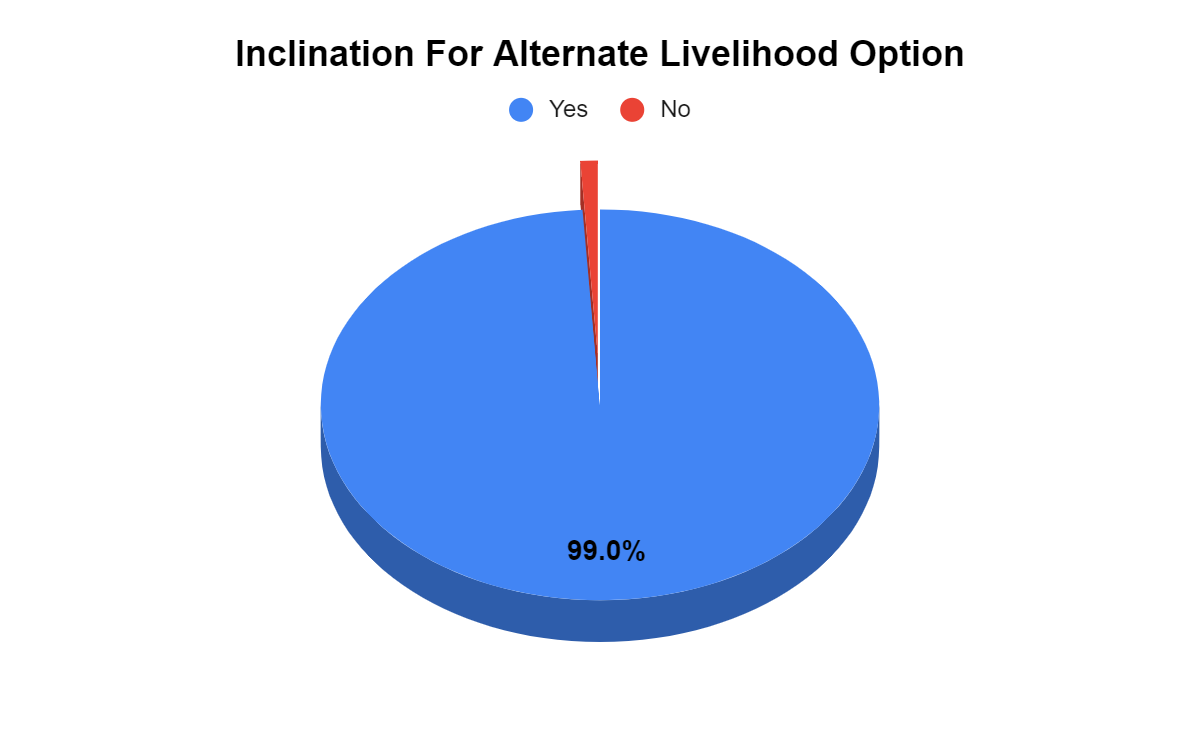 Inclination For Alternate Livelihood Option
Yes No
99.0%